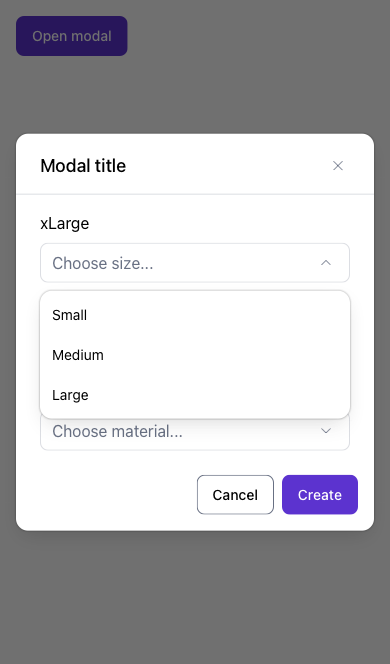 Open modal
Modal title
xLarge
Choose size...
Small
Medium
Large
Choose material...
Cancel
Create